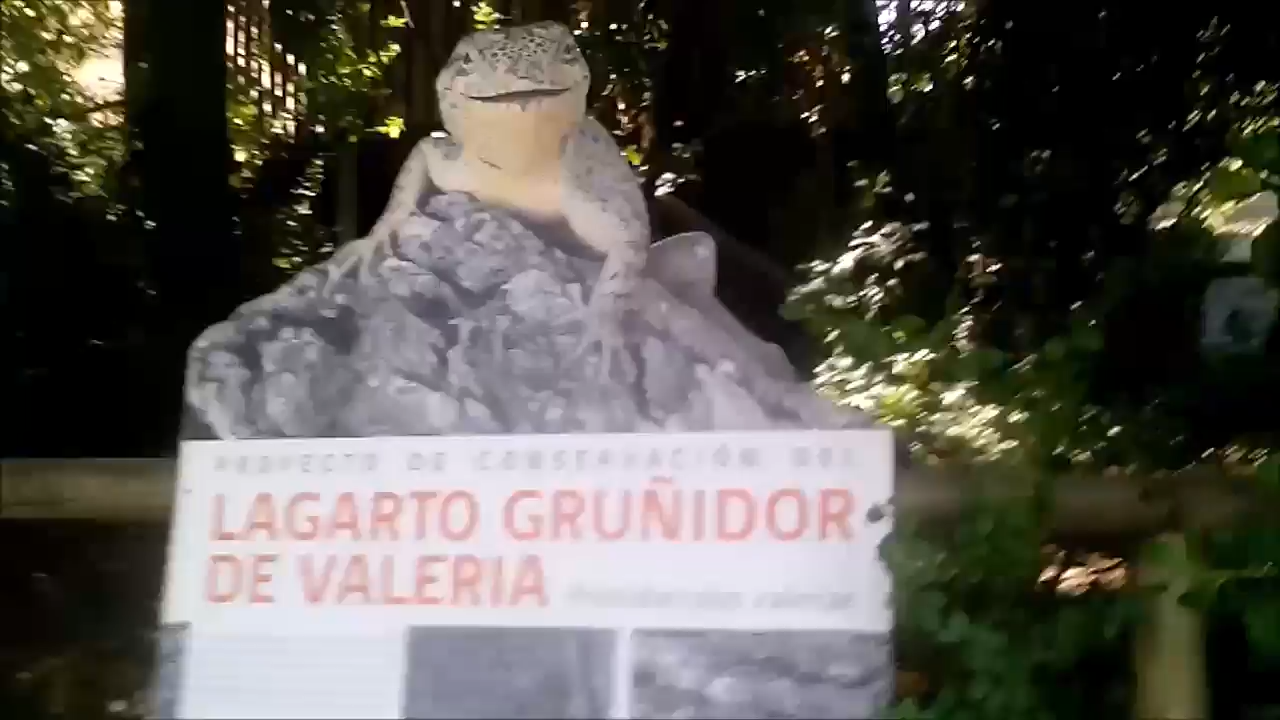 PROYECTO DE CONSERVACIÓN DEL
LAGARTO GRUÑIDOR
DE VALERIA